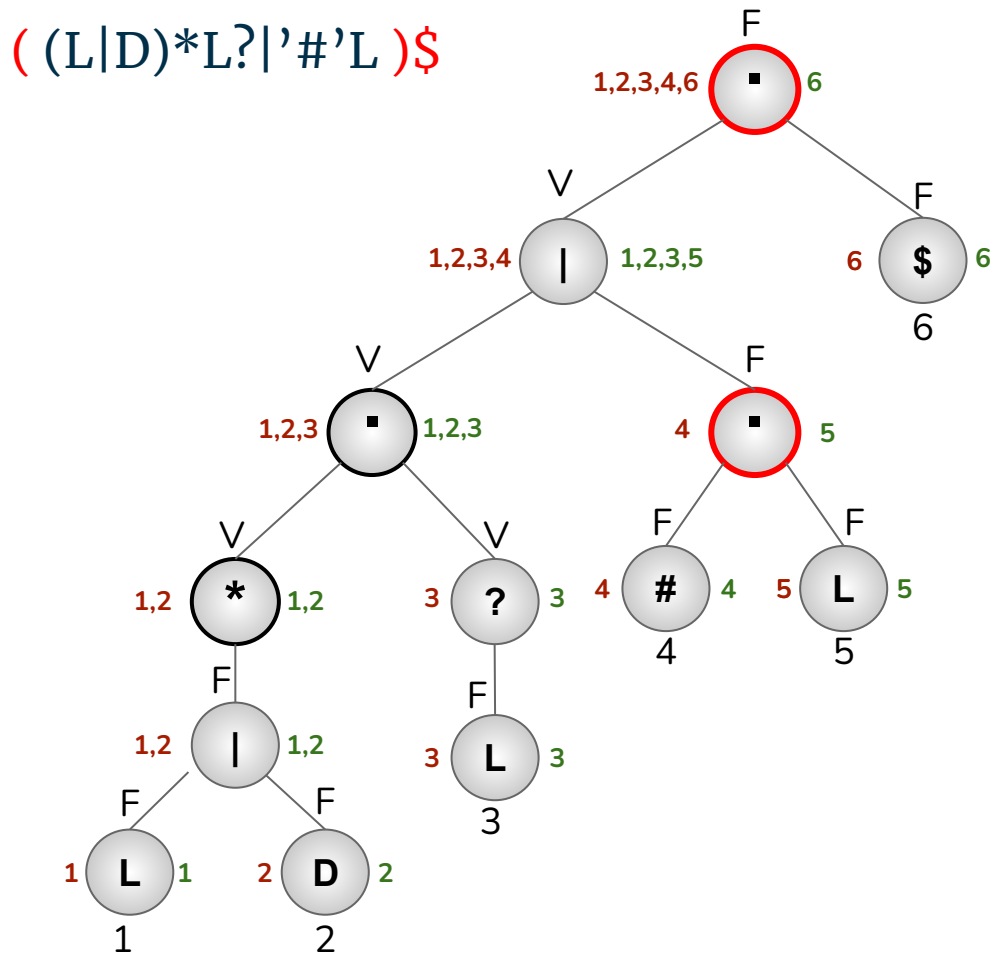 ( (L|D)*L?|’#’L )$
F
1,2,3,4,6 ▪ 6
V F
1,2,3,4 | 1,2,3,5 6 $ 6
6
V F
1,2,3 ▪ 1,2,3 4 ▪ 5
V V F F
1,2 * 1,2 3 ? 3 4 # 4 5 L 5
4 5
F F
1,2 | 1,2 3 L 3
3
F F
1 L 1 2 D 2
1 2